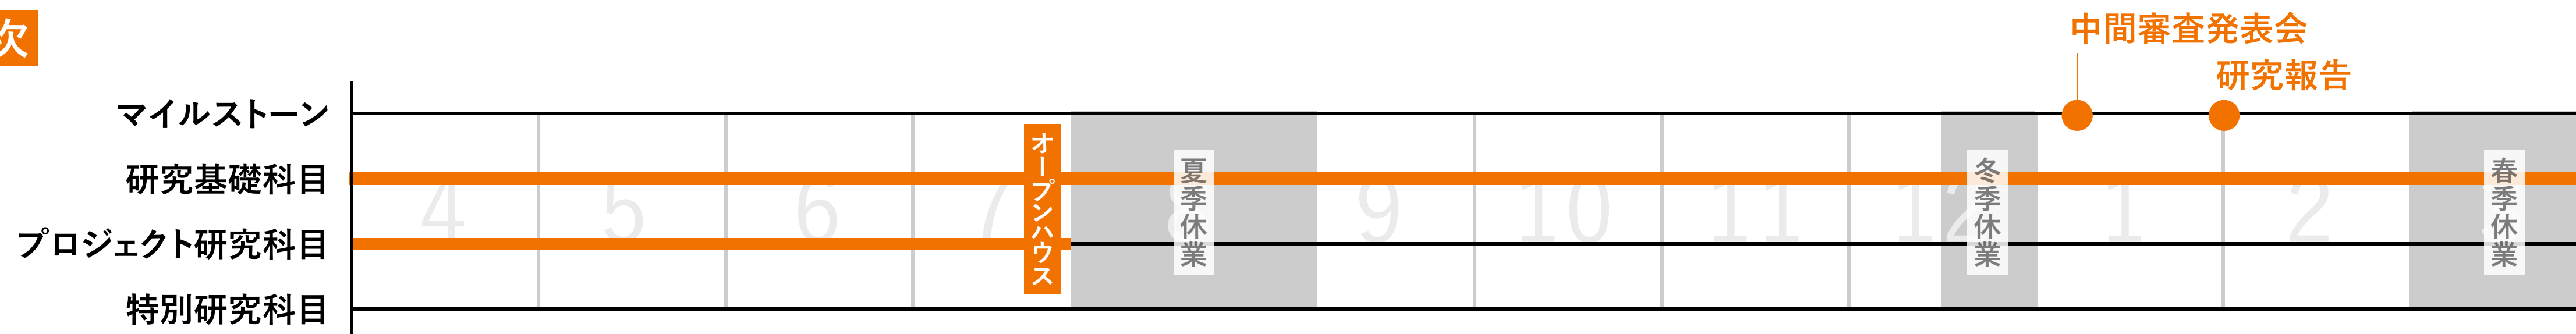 次
中間審査発表会
研究報告
マイルストーン
研究基礎科目
プロジェクト研究科目
特別研究科目
4
5
6
7
オープンハウス
8
夏季休業
9
10
11
12
冬季休業
1
2
春季休業